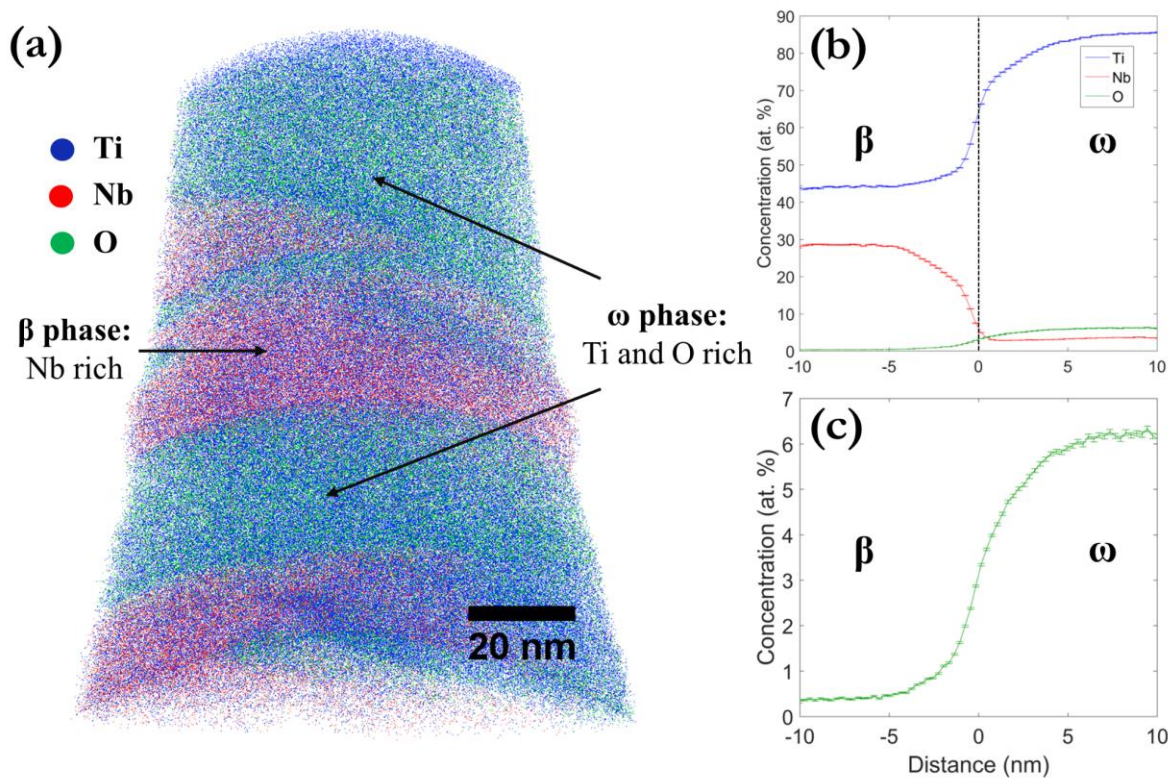 (a)
Ti
Nb
O
β phase:
Nb rich
ω phase:
Ti and O rich
20 nm
(b)
90
80
70
60
50
40
30
20
10
0
Concentration (at. %)
Ti
Nb
O
β
ω
-10 -5 0 5 10
(c)
7
6
5
4
3
2
1
0
Concentration (at. %)
β
ω
-10 -5 0 5 10
Distance (nm)